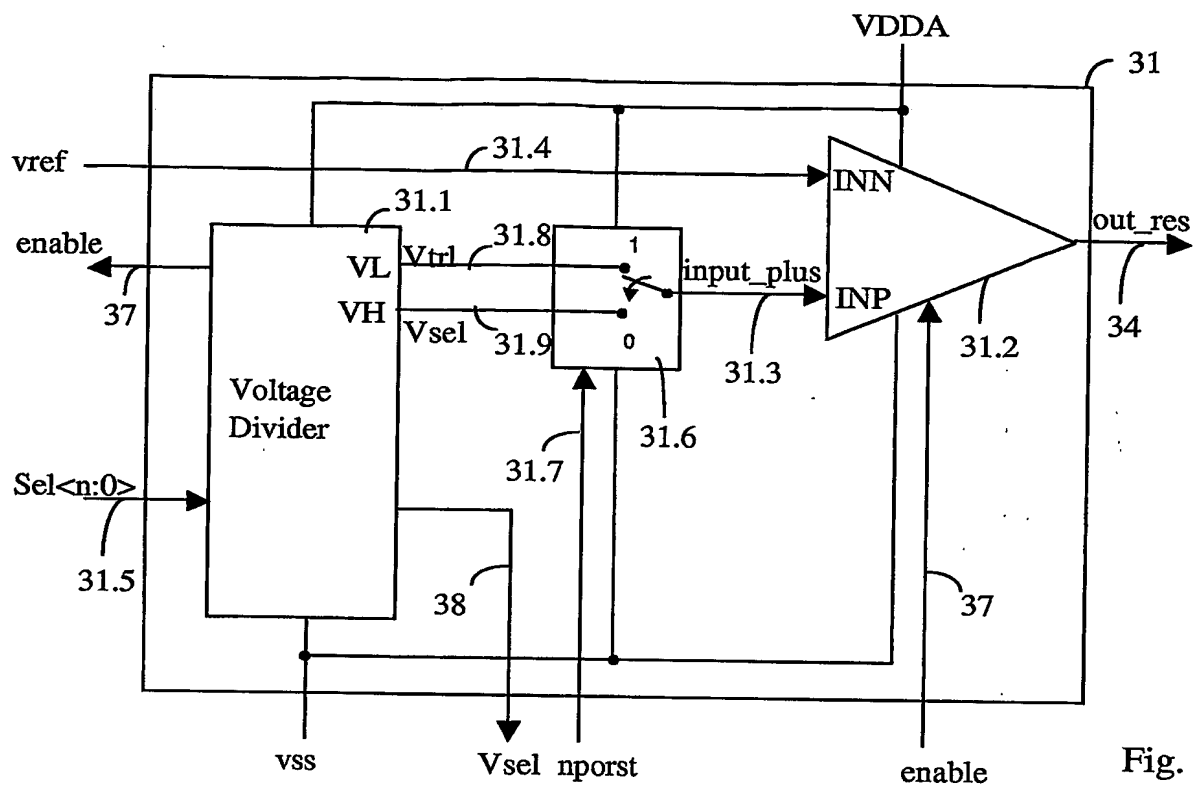 VDDA
31
vref
31.4
INN
31.1
out_res
enable
VL
Vtrl
31.8
1
input_plus
37
VH
Vsel
31.9
0
INP
31.3
31.2
34
Voltage
Divider
31.6
31.7
Sel<n:0>
31.5
38
37
vss
Vsel
nporst
enable
Fig.